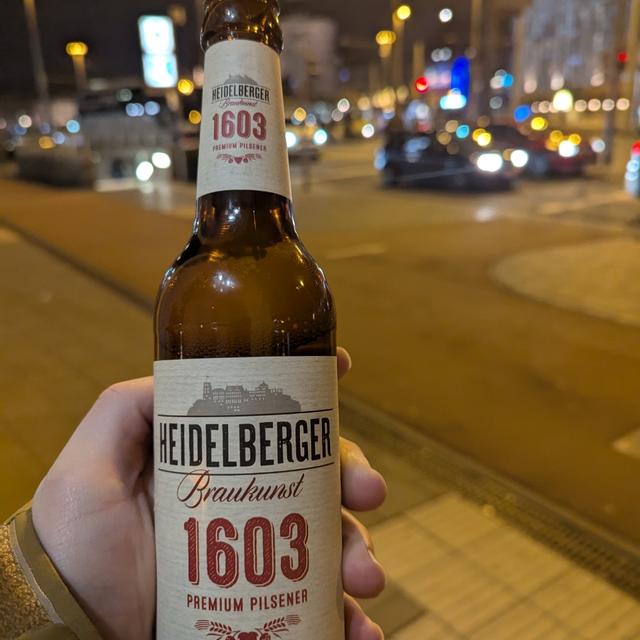 HEIDELBERGER
Braukunst
1603
PREMIUM PILSENER
HEIDELBERGER
Braukunst
1603
PREMIUM PILSENER